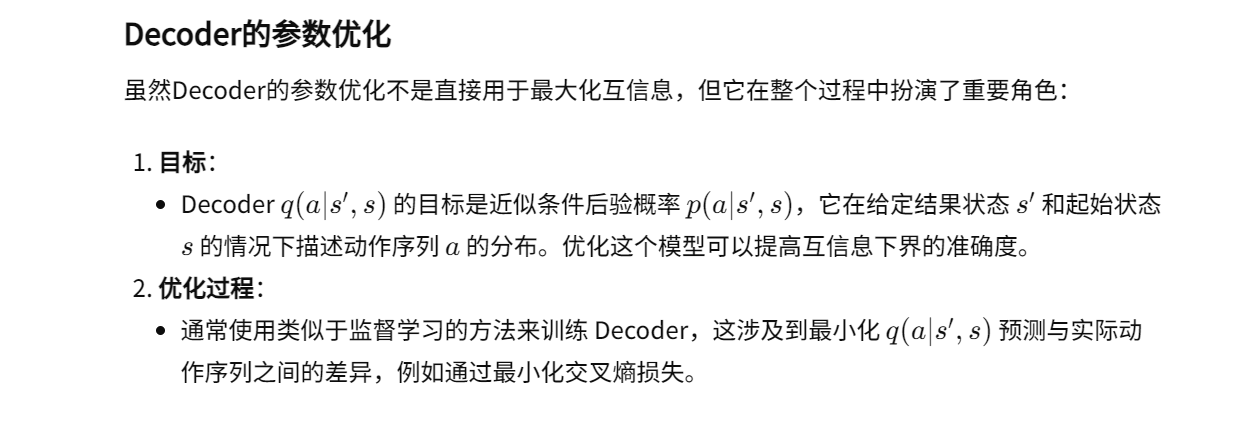 Decoder的参数优化
虽然Decoder的参数优化不是直接用于最大化互信息，但它在整个过程中扮演了重要角色：
1. 目标：
• Decoder q(a|s′, s) 的目标是近似条件后验概率 p(a|s′, s)，它在给定结果状态 s′ 和起始状态
s 的情况下描述动作序列 a 的分布。优化这个模型可以提高互信息下界的准确度。
2. 优化过程：
• 通常使用类似于监督学习的方法来训练 Decoder，这涉及到最小化 q(a|s′, s) 预测与实际动
作序列之间的差异，例如通过最小化交叉熵损失。